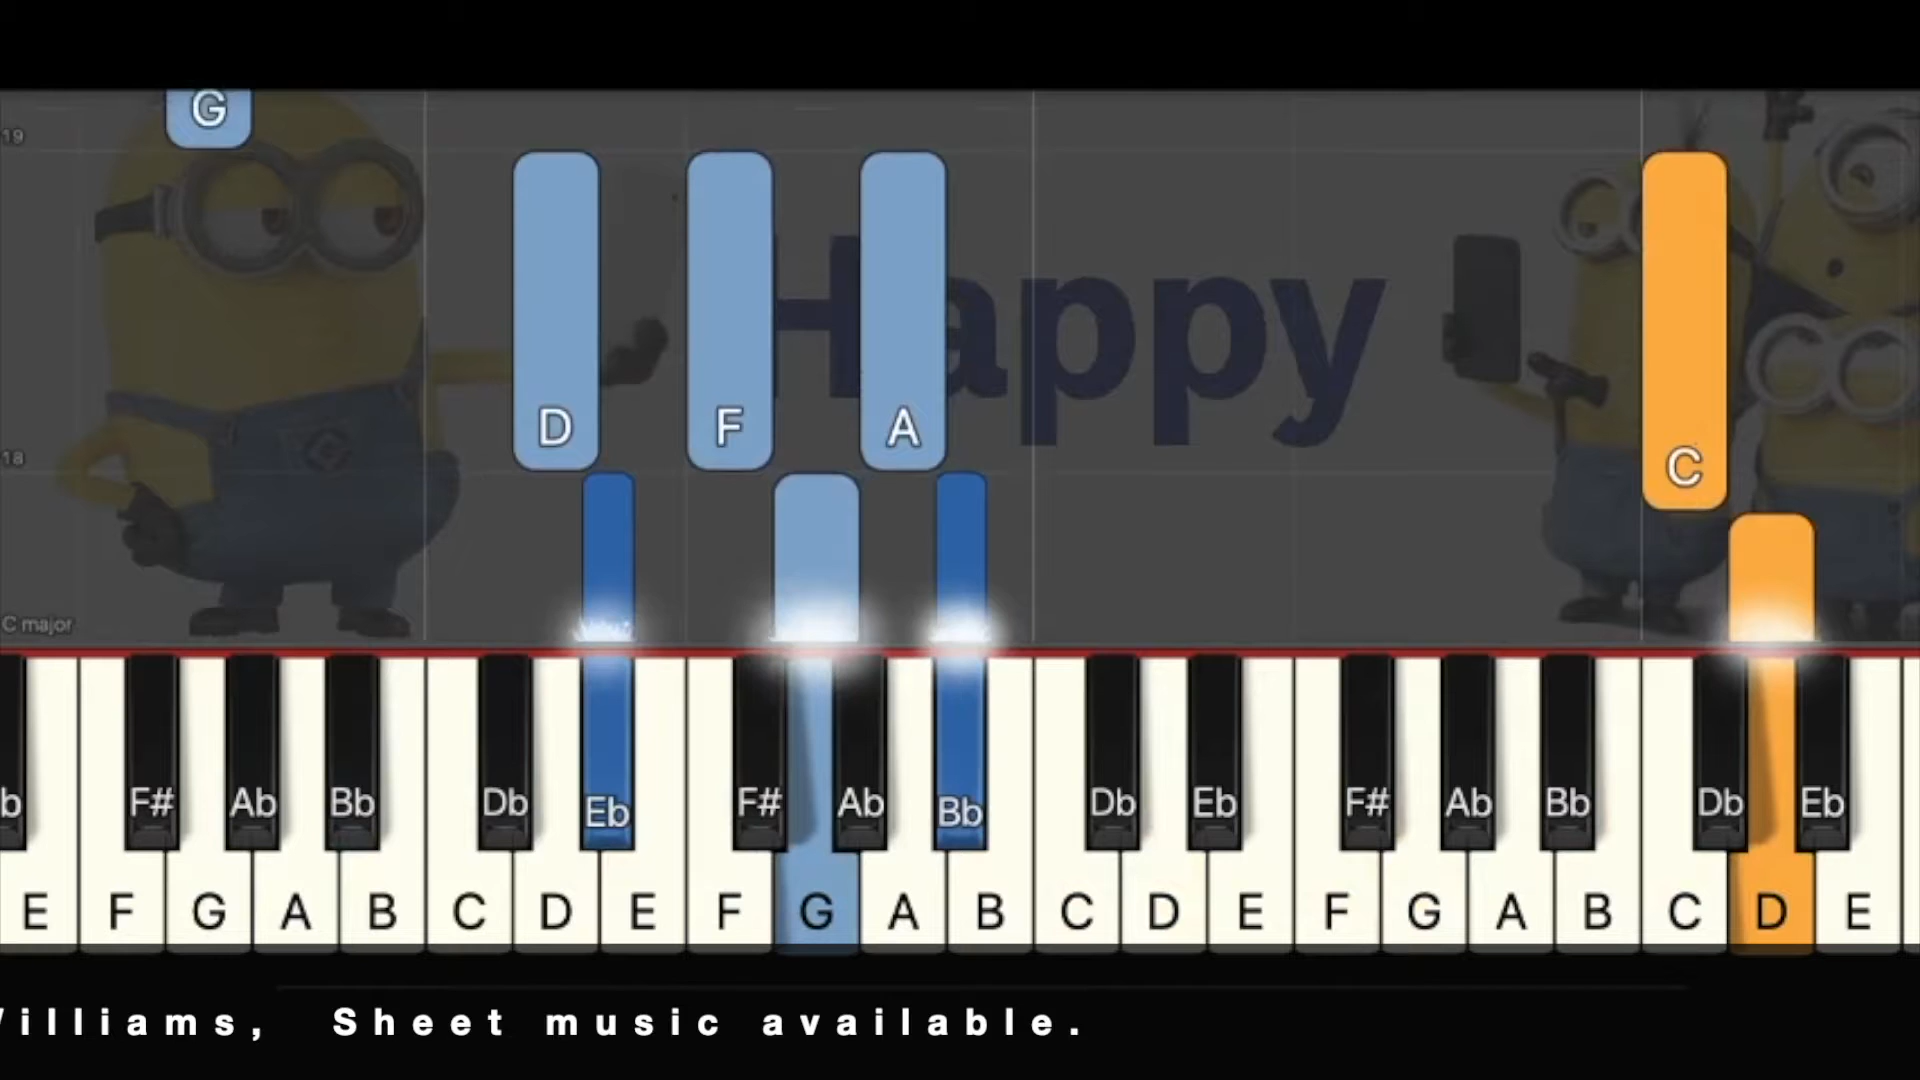 G
19
Happy
D F A
18
C
C major
b F# Ab Bb Db Eb F# Ab Bb Db Eb F# Ab Bb Db Eb
E F G A B C D E F G A B C D E F G A B C D E
illiams, Sheet music available.